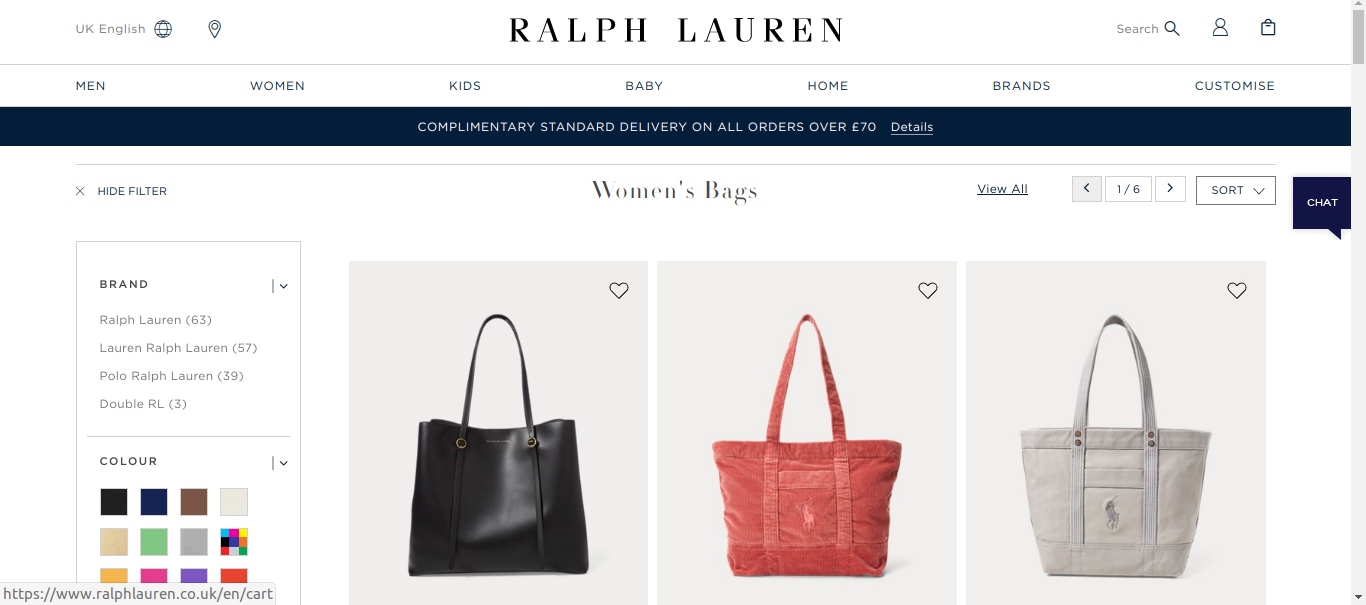 UK English
RALPH LAUREN
Search
MEN WOMEN KIDS BABY HOME BRANDS CUSTOMISE
COMPLIMENTARY STANDARD DELIVERY ON ALL ORDERS OVER £70 Details
HIDE FILTER
Women's Bags
View All
1 / 6
SORT
CHAT
BRAND
Ralph Lauren (63)
Lauren Ralph Lauren (57)
Polo Ralph Lauren (39)
Double RL (3)
COLOUR
https://www.ralphlauren.co.uk/en/cart